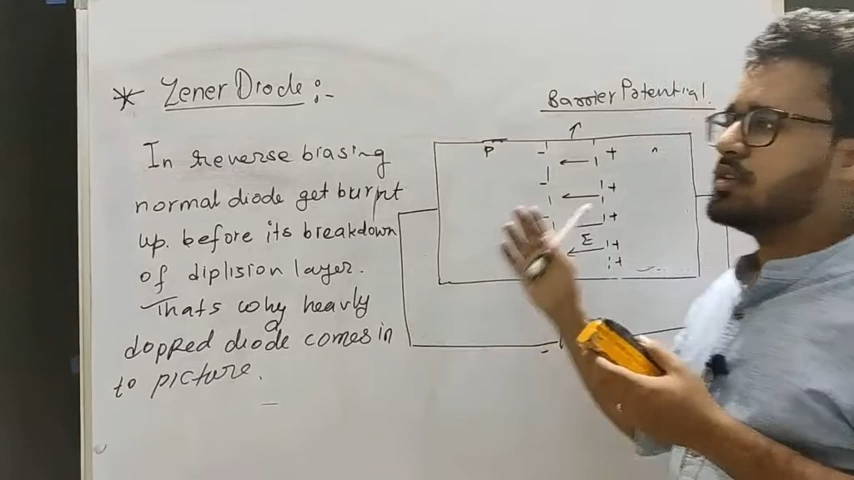 * Zener Diode :-
In reverse biasing
normal diode get burnt
up. before its breakdown
of diplision layer.
Thats why heavly
dopped diode comes in
to picture.
Barrier Potential
P
- +
- +
- +
E +
+
n
-